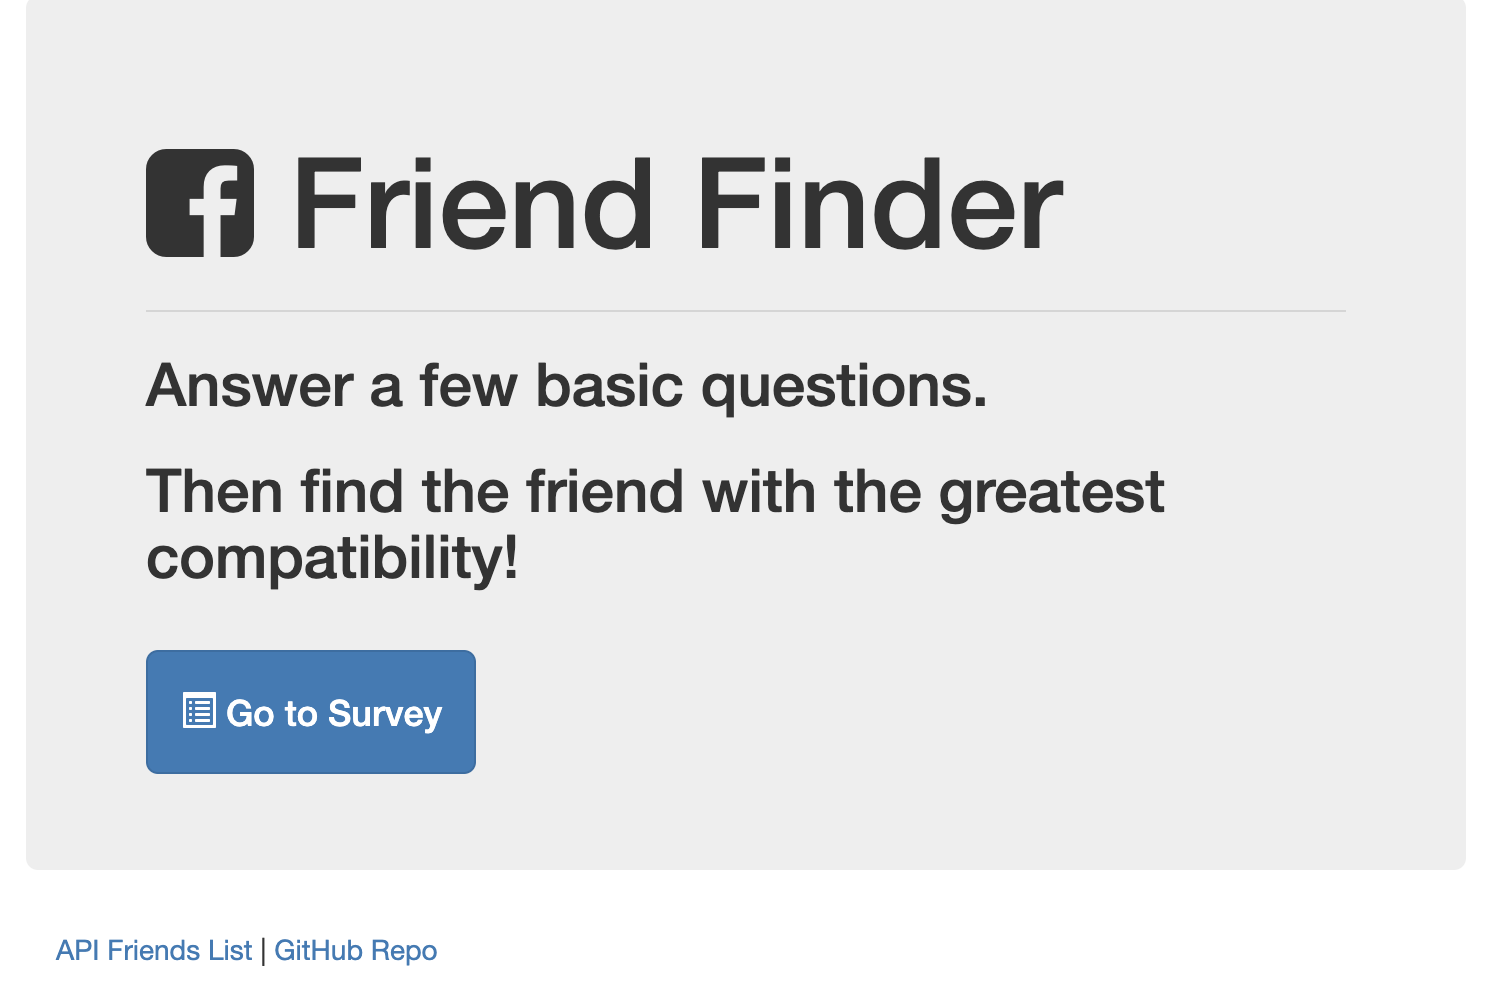 Friend Finder
Answer a few basic questions.
Then find the friend with the greatest
compatibility!
Go to Survey
API Friends List | GitHub Repo